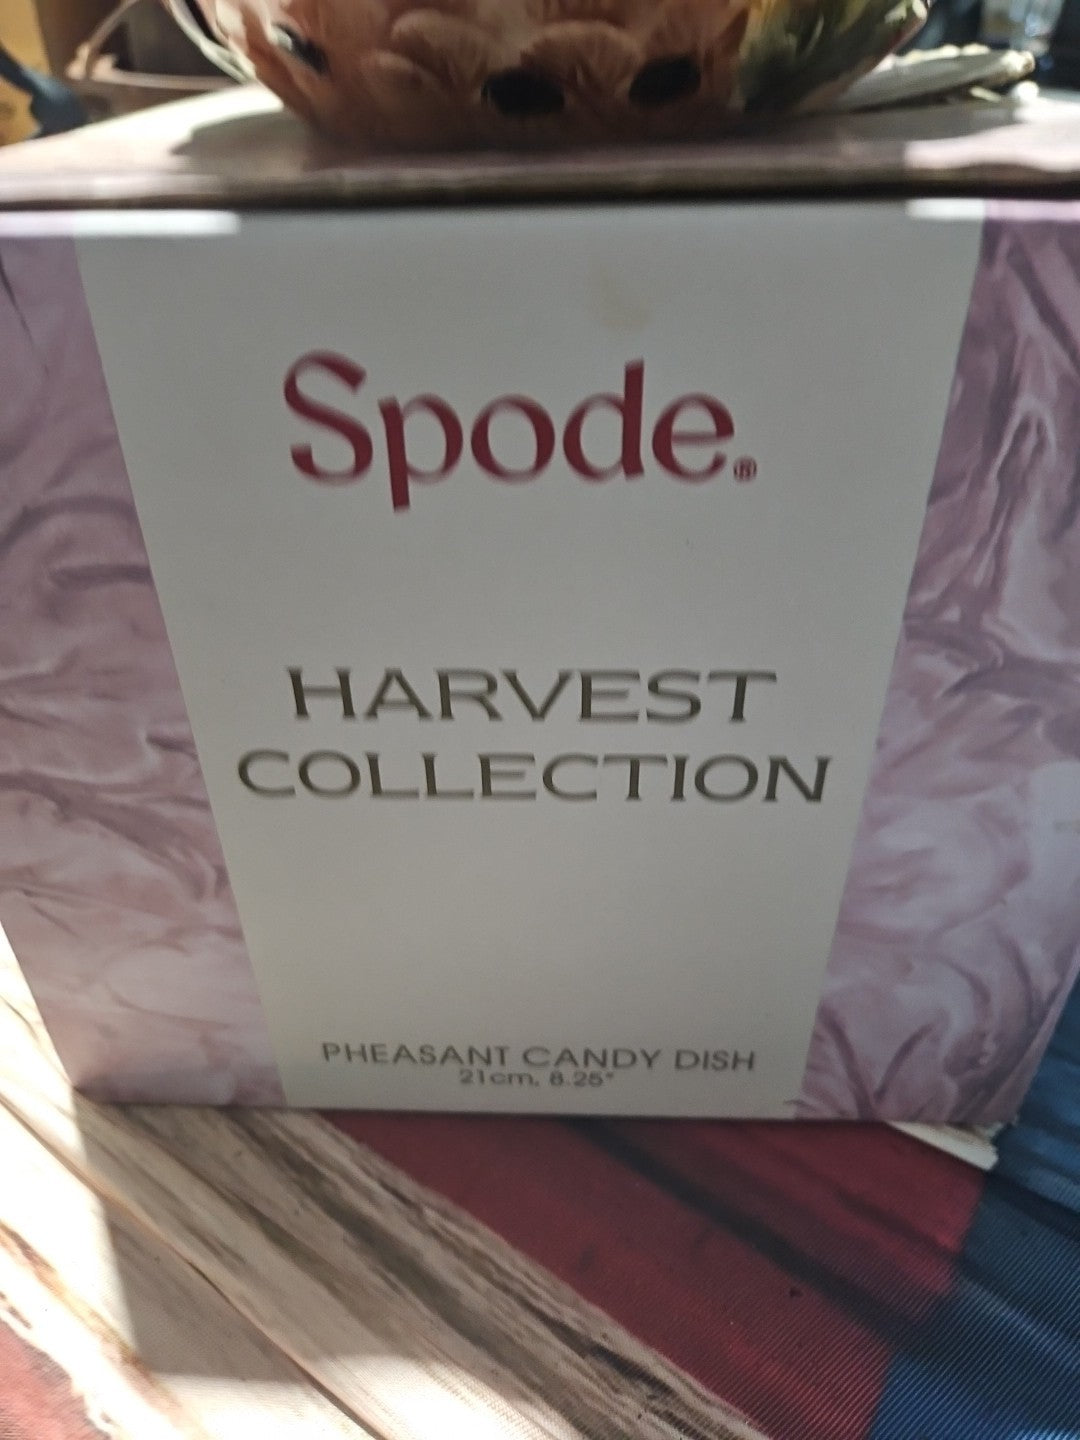 Spode.®
HARVEST
COLLECTION
PHEASANT CANDY DISH
21cm. 8.25"